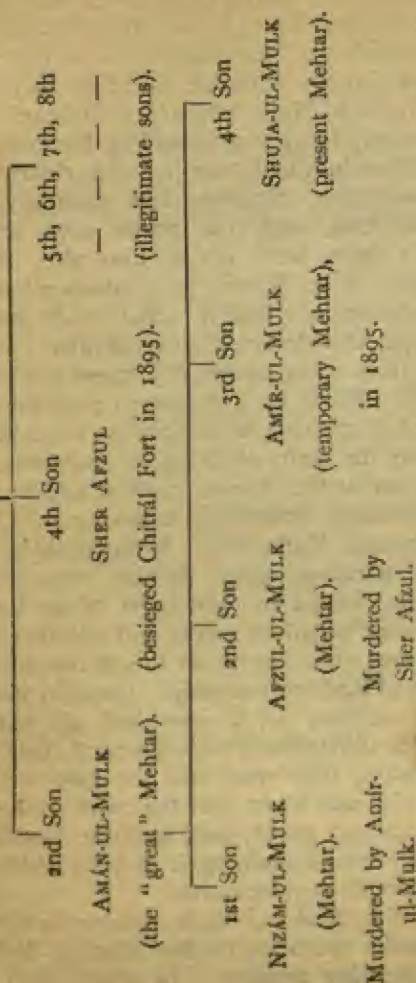 2nd Son 4th Son 5th, 6th, 7th, 8th
AMÁN-UL-MULK SHER AFZUL — — — —
(the "great" Mehtar). (besieged Chitrál Fort in 1895). (illegitimate sons).
1st Son 2nd Son 3rd Son 4th Son
NIZÁM-UL-MULK AFZUL-UL-MULK AMÍR-UL-MULK SHUJA-UL-MULK
(Mehtar). (Mehtar). (temporary Mehtar), (present Mehtar).
Murdered by Amír- Murdered by in 1895.
ul-Mulk. Sher Afzul.